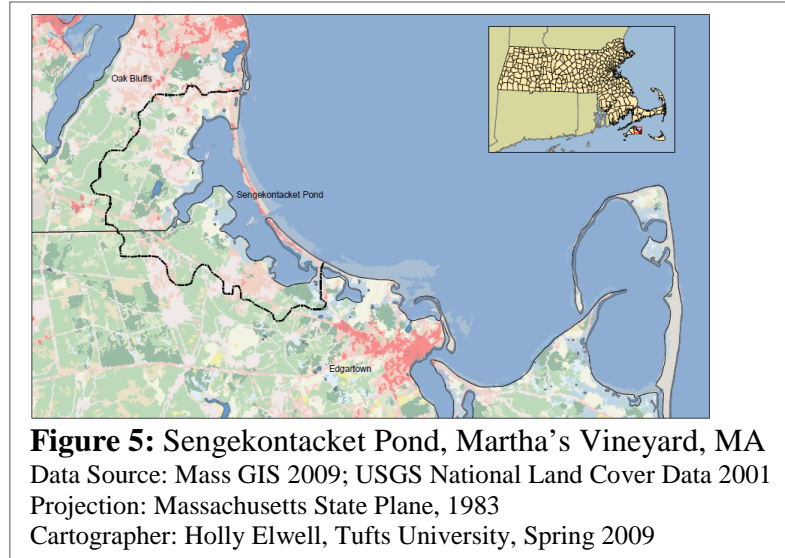 Oak Bluffs
Sengekontacket Pond
Edgartown
Figure 5: Sengekontacket Pond, Martha’s Vineyard, MA
Data Source: Mass GIS 2009; USGS National Land Cover Data 2001
Projection: Massachusetts State Plane, 1983
Cartographer: Holly Elwell, Tufts University, Spring 2009